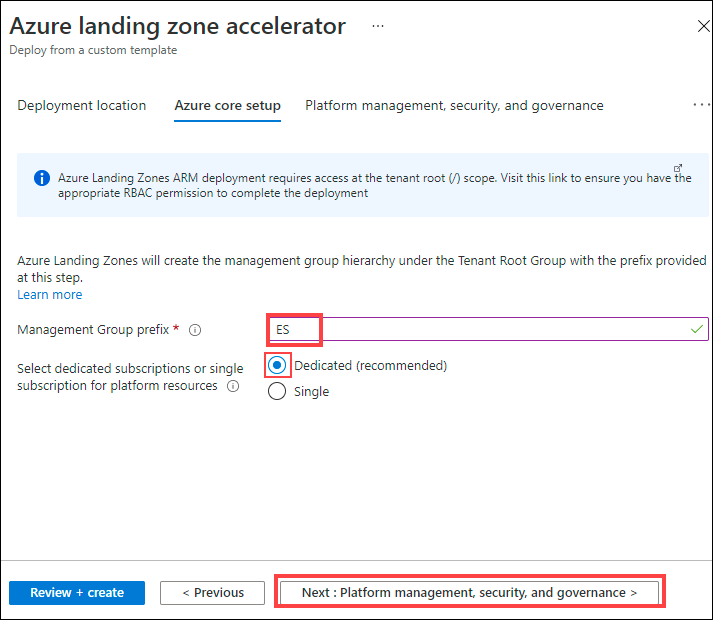 Azure landing zone accelerator ...
Deploy from a custom template
Deployment location Azure core setup Platform management, security, and governance ...
Azure Landing Zones ARM deployment requires access at the tenant root (/) scope. Visit this link to ensure you have the
appropriate RBAC permission to complete the deployment
Azure Landing Zones will create the management group hierarchy under the Tenant Root Group with the prefix provided
at this step.
Learn more
Management Group prefix * ES
Select dedicated subscriptions or single
subscription for platform resources
Dedicated (recommended)
Single
Review + create < Previous Next : Platform management, security, and governance >